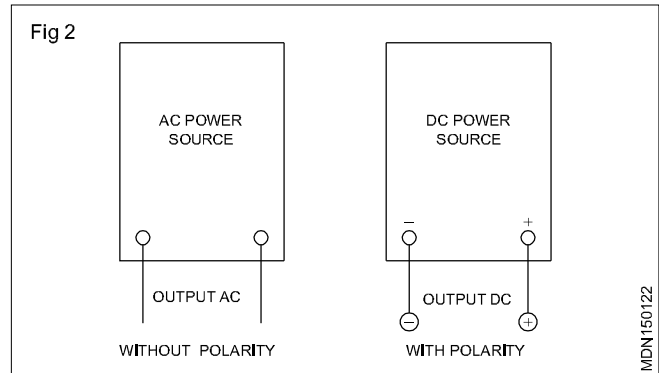 Fig 2
AC POWER
SOURCE
OUTPUT AC
WITHOUT POLARITY
DC POWER
SOURCE
– +
OUTPUT DC
– +
WITH POLARITY
MDN150122